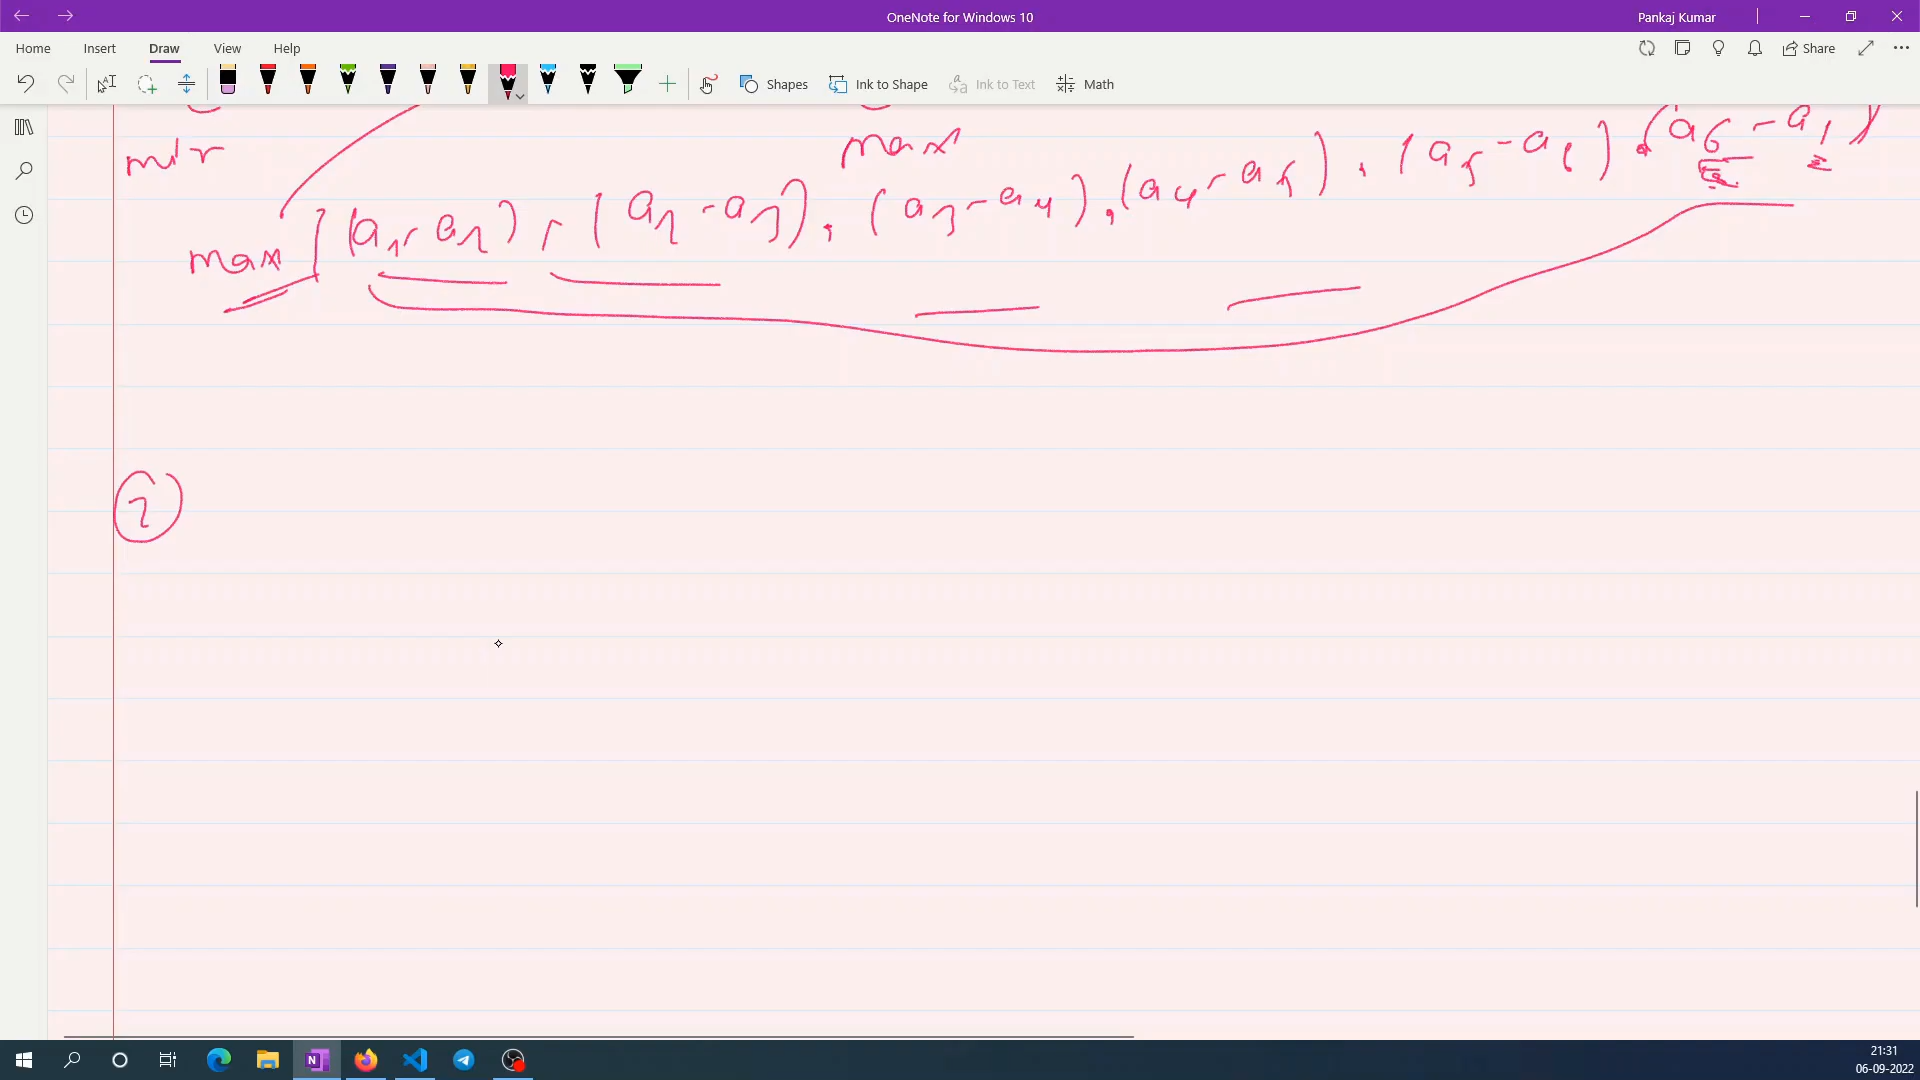 OneNote for Windows 10
Pankaj Kumar
Home Insert Draw View Help
Share
Shapes Ink to Shape Ink to Text Math
max
max [(a1 - a2), (a2 - a3), (a3 - a4), (a4 - a5), (a5 - a6), (a6 - a1)
2
21:31
06-09-2022